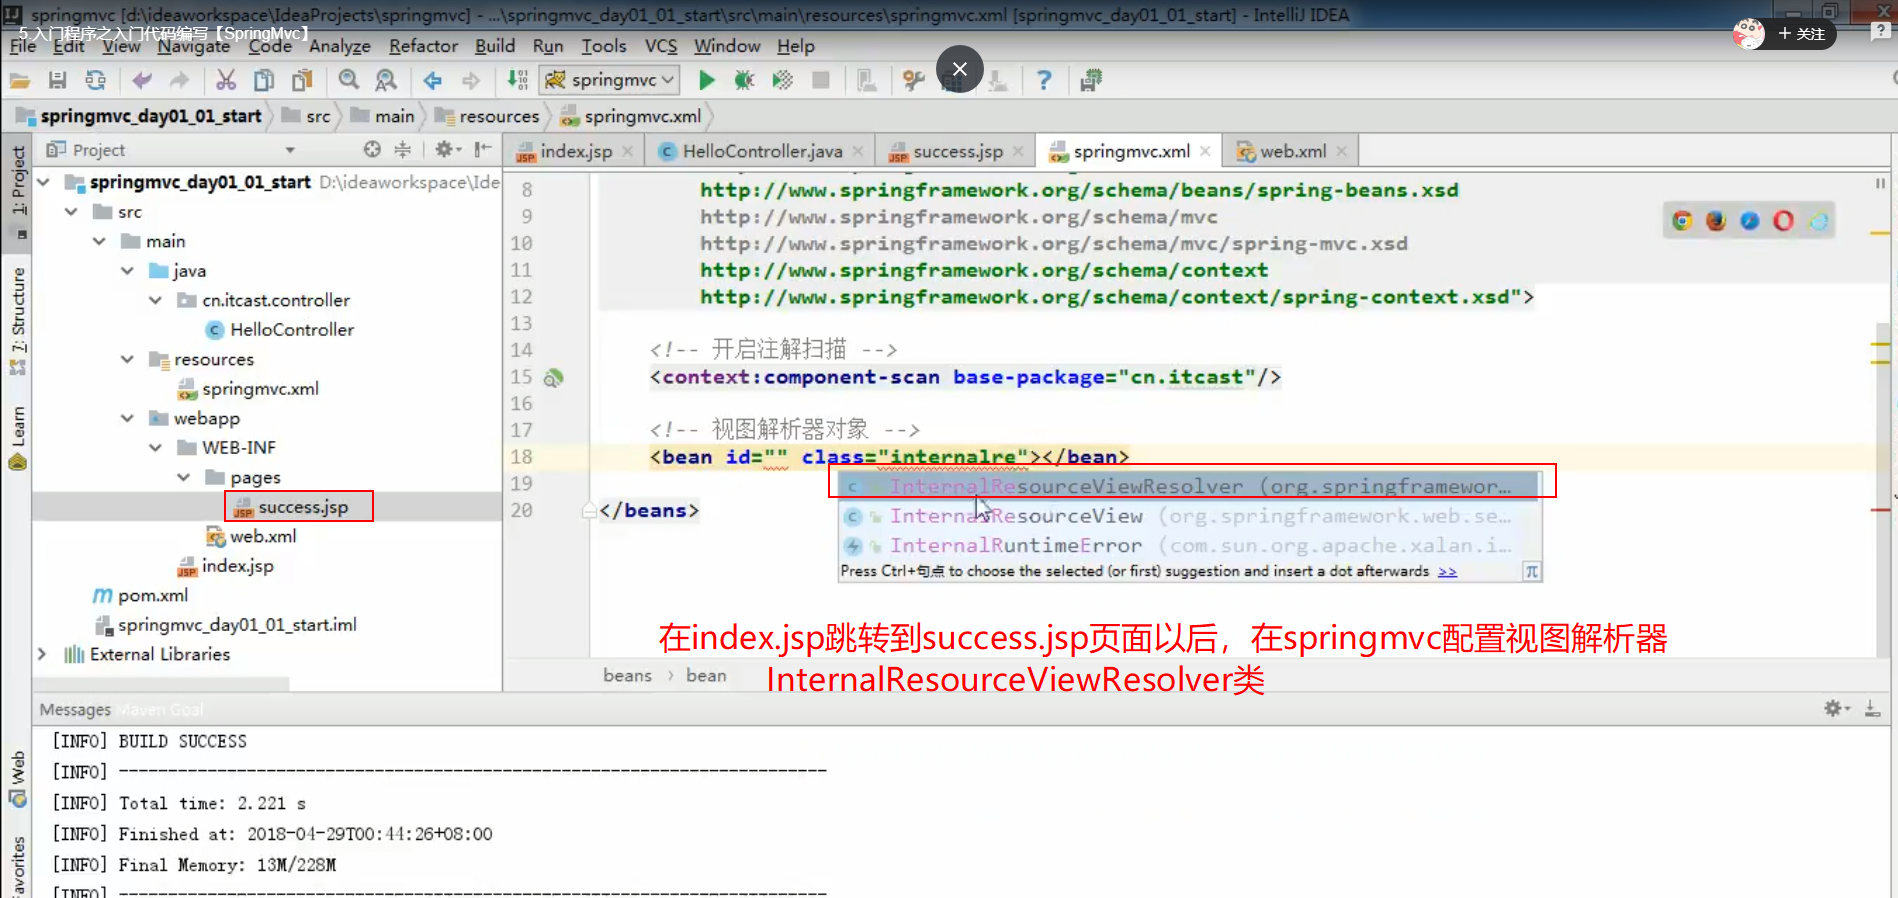 springmvc [d:\ideaworkspace\IdeaProjects\springmvc] - ...\springmvc_day01_01_start\src\main\resources\springmvc.xml [springmvc_day01_01_start] - IntelliJ IDEA
5.入门程序之入门代码编写【SpringMvc】
+ 关注
File Edit View Navigate Code Analyze Refactor Build Run Tools VCS Window Help
springmvc
springmvc_day01_01_start src main resources springmvc.xml
Project
index.jsp HelloController.java success.jsp springmvc.xml web.xml
1: Project
7: Structure
Learn
Web
avorites
springmvc_day01_01_start D:\ideaworkspace\Ide
src
main
java
cn.itcast.controller
HelloController
resources
springmvc.xml
webapp
WEB-INF
pages
success.jsp
web.xml
index.jsp
pom.xml
springmvc_day01_01_start.iml
External Libraries
8 http://www.springframework.org/schema/beans/spring-beans.xsd
9 http://www.springframework.org/schema/mvc
10 http://www.springframework.org/schema/mvc/spring-mvc.xsd
11 http://www.springframework.org/schema/context
12 http://www.springframework.org/schema/context/spring-context.xsd">
13
14 <!-- 开启注解扫描 -->
15 <context:component-scan base-package="cn.itcast"/>
16
17 <!-- 视图解析器对象 -->
18 <bean id="" class="internalre"></bean>
19
20 </beans>
InternalResourceViewResolver (org.springframewor...
InternalResourceView (org.springframework.web.se...
InternalRuntimeError (com.sun.org.apache.xalan.i...
Press Ctrl+句点 to choose the selected (or first) suggestion and insert a dot afterwards >>
π
在index.jsp跳转到success.jsp页面以后，在springmvc配置视图解析器
InternalResourceViewResolver类
beans › bean
Messages Maven Goal
[INFO] BUILD SUCCESS
[INFO] ------------------------------------------------------------------------
[INFO] Total time: 2.221 s
[INFO] Finished at: 2018-04-29T00:44:26+08:00
[INFO] Final Memory: 13M/228M
[INFO] ------------------------------------------------------------------------